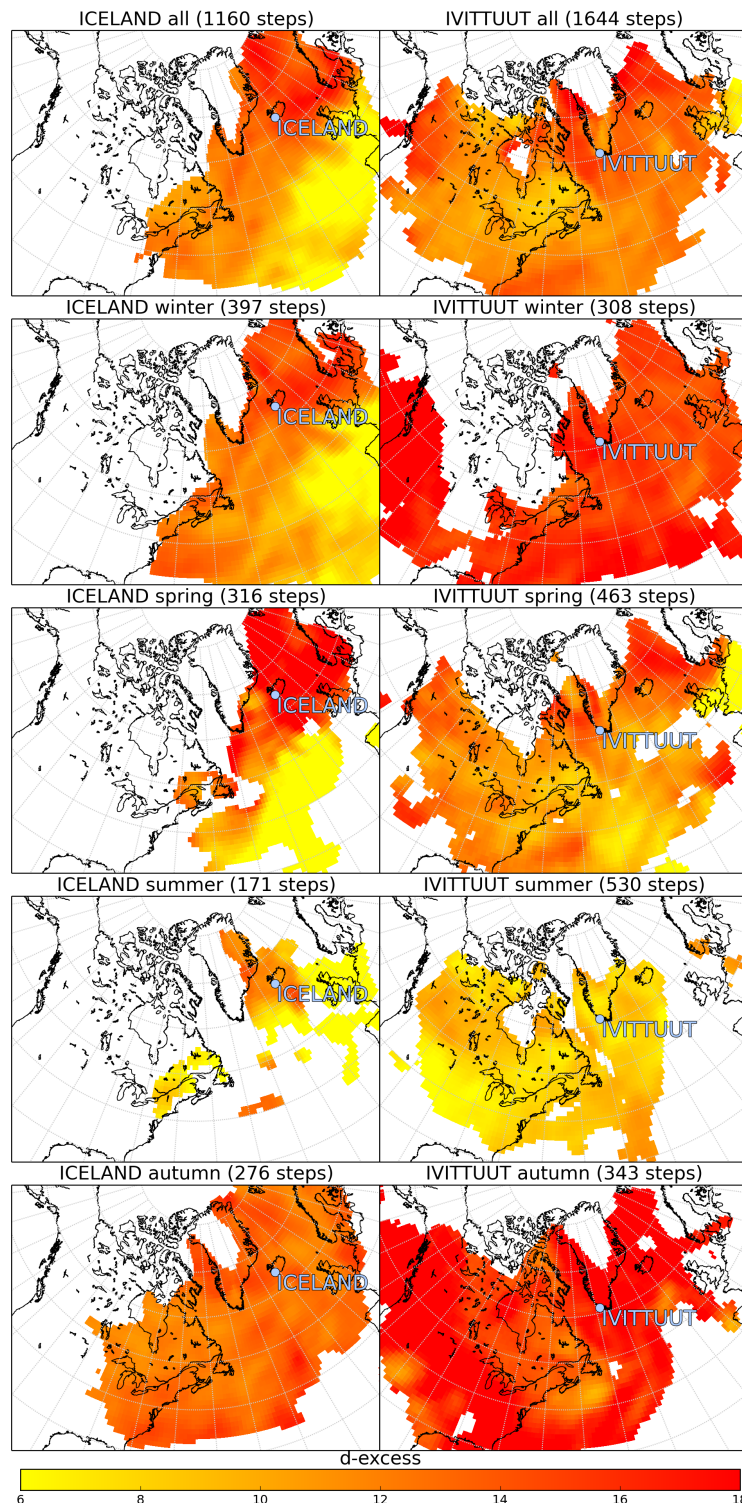 ICELAND all (1160 steps)
IVITTUUT all (1644 steps)
ICELAND
IVITTUUT
ICELAND winter (397 steps)
IVITTUUT winter (308 steps)
ICELAND
IVITTUUT
ICELAND spring (316 steps)
IVITTUUT spring (463 steps)
ICELAND
IVITTUUT
ICELAND summer (171 steps)
IVITTUUT summer (530 steps)
ICELAND
IVITTUUT
ICELAND autumn (276 steps)
IVITTUUT autumn (343 steps)
ICELAND
IVITTUUT
d-excess
6 8 10 12 14 16 18